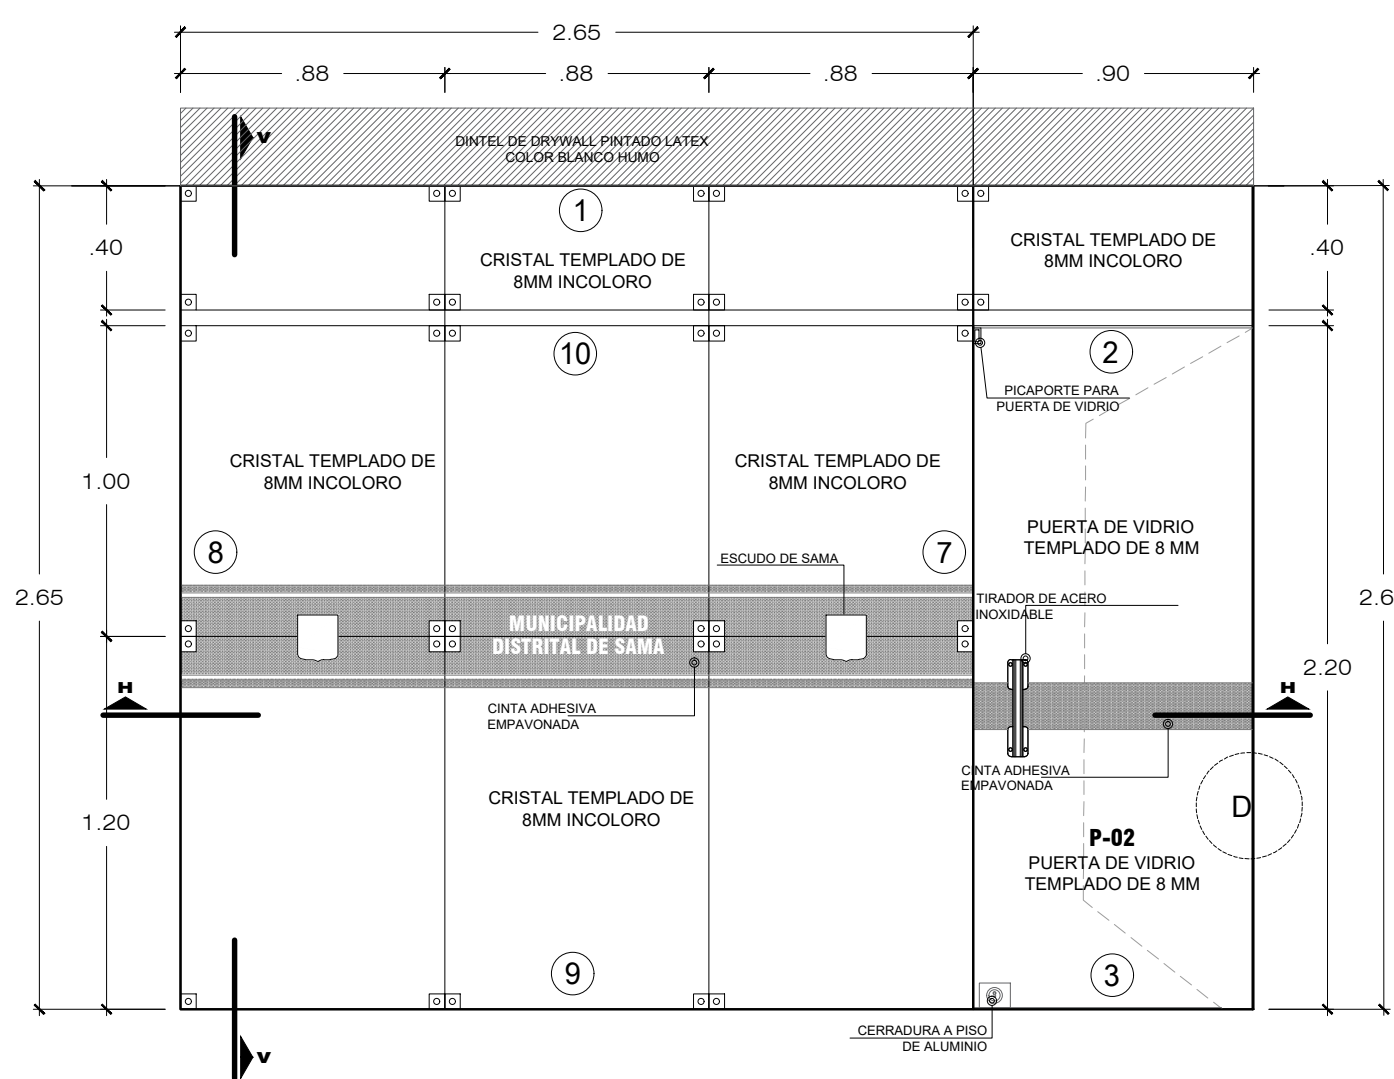 2.65
.88
.88
.88
.90
V
DINTEL DE DRYWALL PINTADO LATEX
COLOR BLANCO HUMO
1
.40
CRISTAL TEMPLADO DE
8MM INCOLORO
CRISTAL TEMPLADO DE
8MM INCOLORO
.40
10
2
PICAPORTE PARA
PUERTA DE VIDRIO
1.00
CRISTAL TEMPLADO DE
8MM INCOLORO
CRISTAL TEMPLADO DE
8MM INCOLORO
PUERTA DE VIDRIO
TEMPLADO DE 8 MM
8
7
ESCUDO DE SAMA
2.65
MUNICIPALIDAD
DISTRITAL DE SAMA
TIRADOR DE ACERO
INOXIDABLE
2.6
2.20
H
H
CINTA ADHESIVA
EMPAVONADA
CINTA ADHESIVA
EMPAVONADA
1.20
CRISTAL TEMPLADO DE
8MM INCOLORO
D
P-02
PUERTA DE VIDRIO
TEMPLADO DE 8 MM
9
3
CERRADURA A PISO
DE ALUMINIO
V